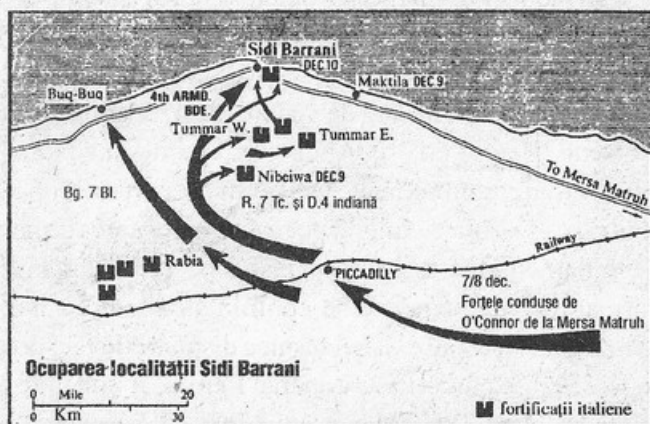 Sidi Barrani
DEC 10
Buq-Buq
Maktila DEC 9
4th ARMD.
BDE.
Tummar W.
Tummar E.
To Mersa Matruh
Nibeiwa DEC 9
Bg. 7 Bl.
R. 7 Tc. și D.4 indiană
Railway
Rabia
PICCADILLY
7/8 dec.
Forțele conduse de
O'Connor de la Mersa Matruh
Ocuparea localității Sidi Barrani
0 Mile 20
0 Km 30
fortificații italiene